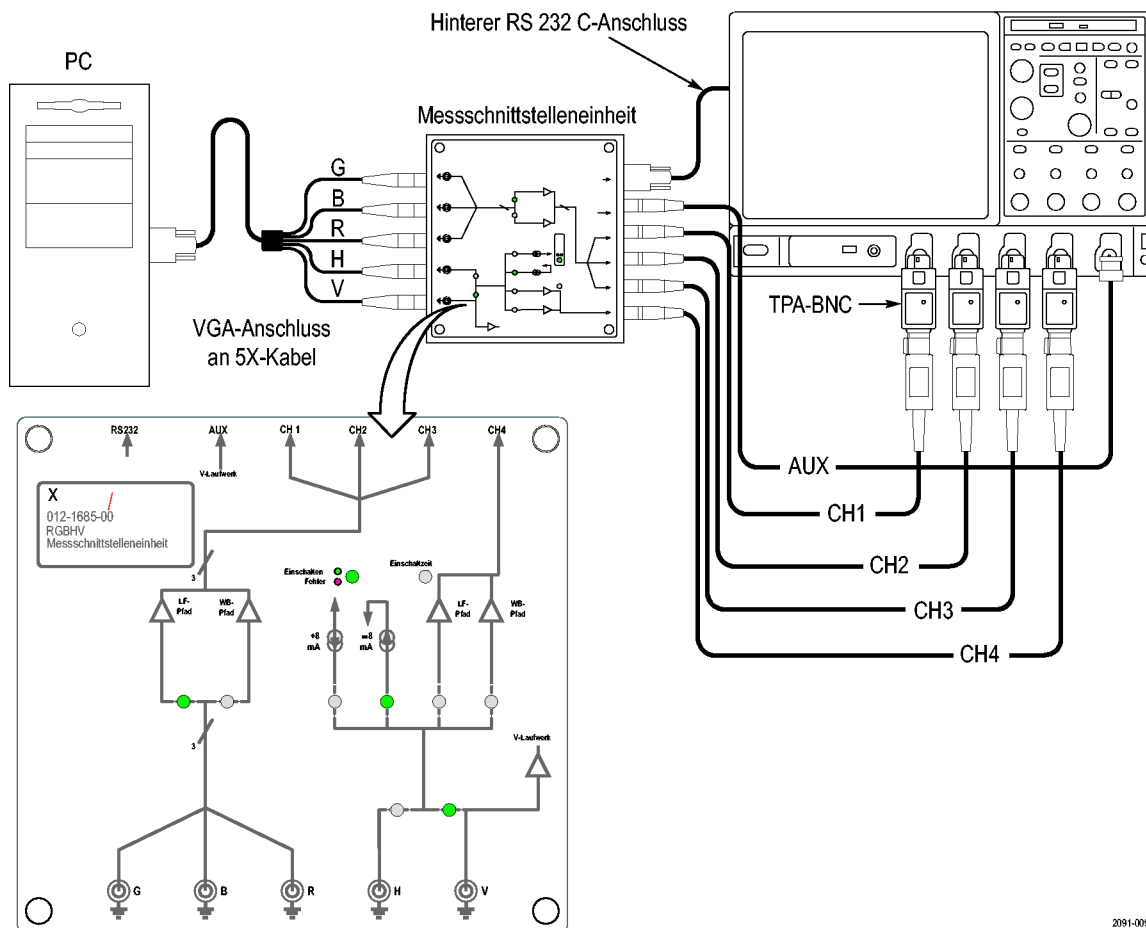 Hinterer RS 232 C-Anschluss
PC
Messschnittstelleneinheit
G
B
R
H
V
VGA-Anschluss
an 5X-Kabel
TPA-BNC
AUX
CH1
CH2
CH3
CH4
RS232
AUX
CH 1
CH2
CH3
CH4
V-Laufwerk
X
012-1685-00
RGBHV
Messschnittstelleneinheit
3
Einschalten
Fehler
Einschaltzeit
LF-
Pfad
WB-
Pfad
+8
mA
LF-
Pfad
WB-
Pfad
3
V-Laufwerk
G
B
R
H
V